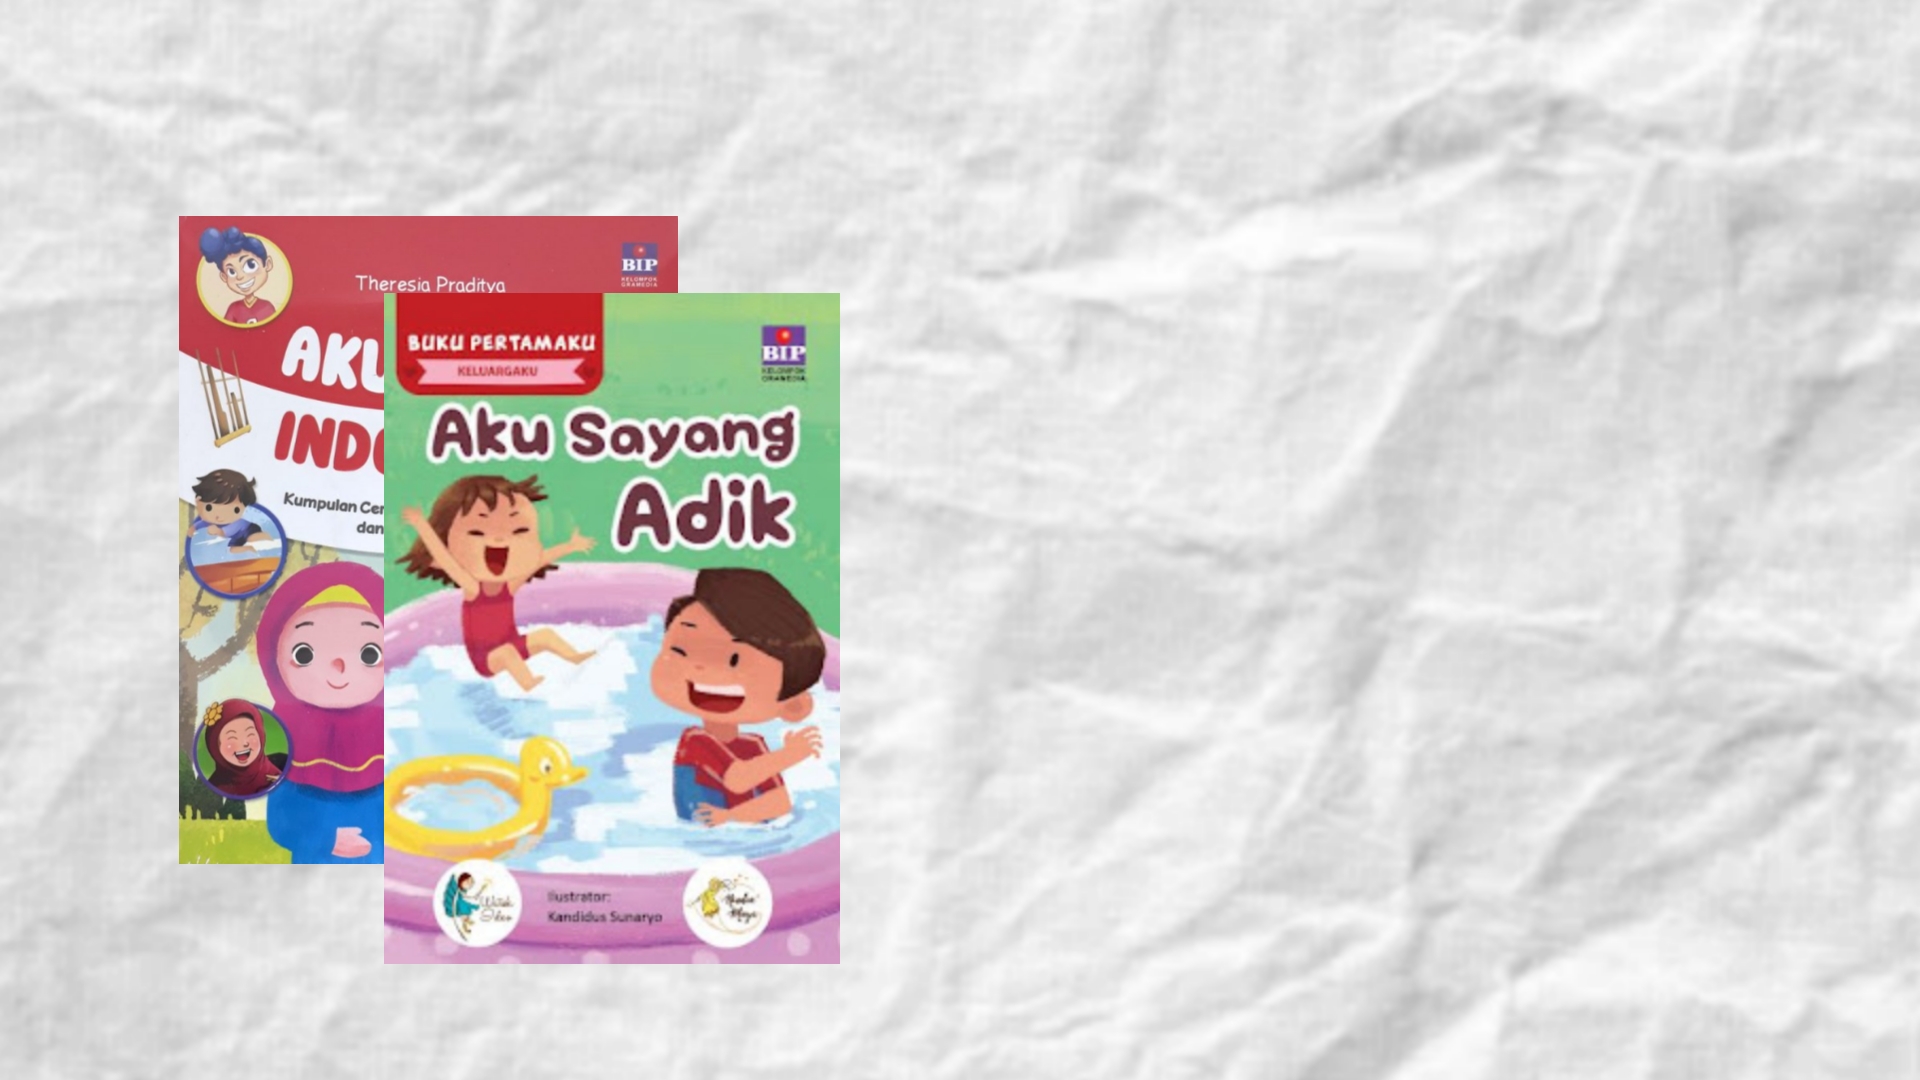 Theresia Praditya
BIP
KELOMPOK
GRAMEDIA
AKU
INDO
Kumpulan Cer
dan
BUKU PERTAMAKU
KELUARGAKU
BIP
KELOMPOK
GRAMEDIA
Aku Sayang
Adik
Ilustrator:
Kandidus Sunaryo